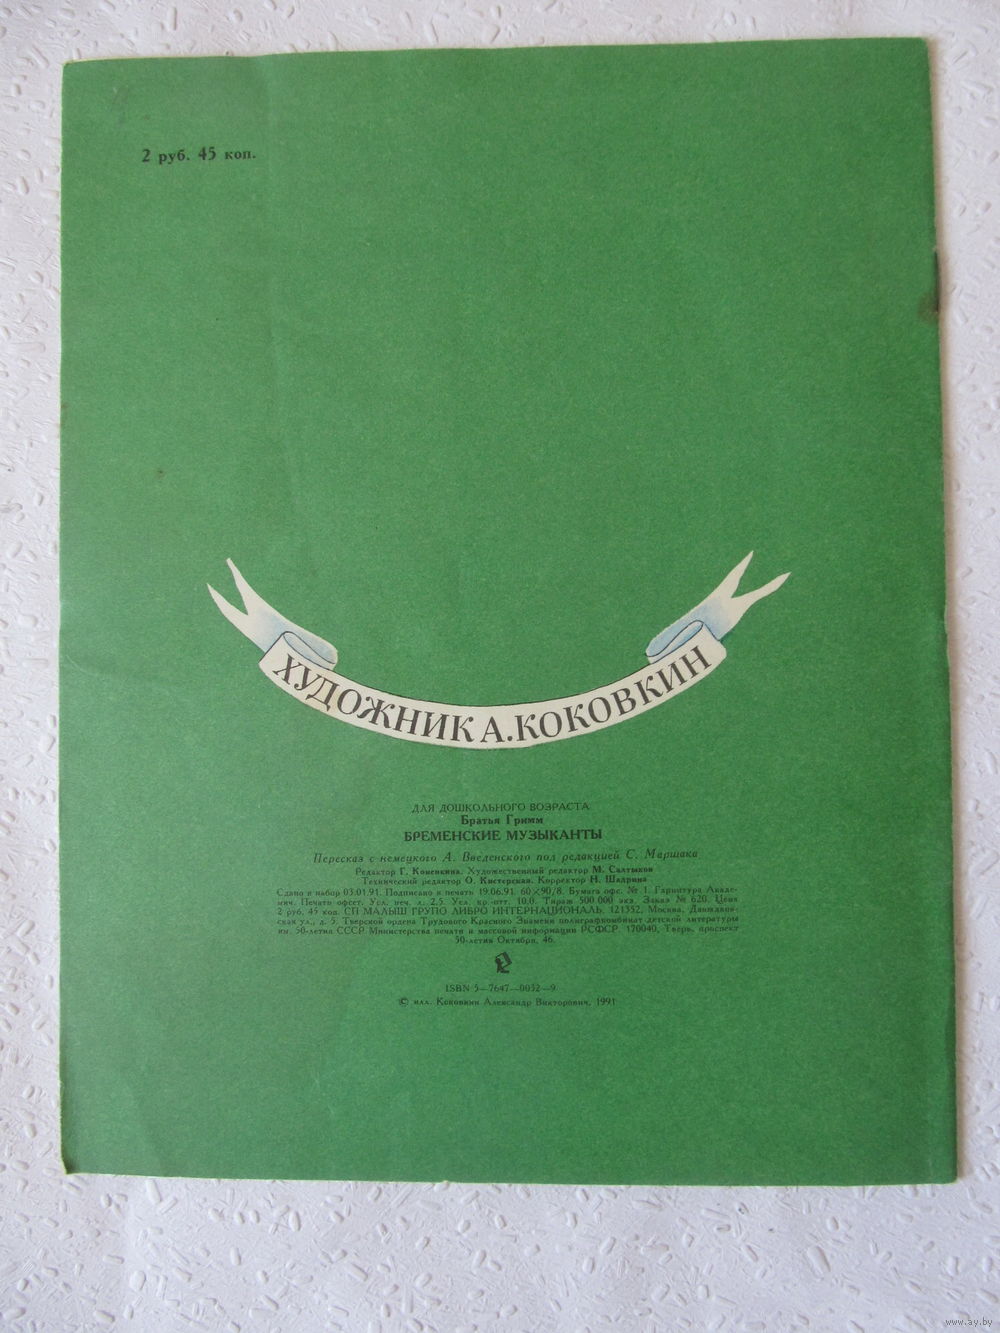 2 руб. 45 коп.
ХУДОЖНИК А.КОКОВКИН
ДЛЯ ДОШКОЛЬНОГО ВОЗРАСТА
Братья Гримм
БРЕМЕНСКИЕ МУЗЫКАНТЫ
Пересказ с немецкого А. Введенского под редакцией С. Маршака
Редактор Г. Коненкина. Художественный редактор М. Салтыков
Технический редактор О. Кистерская. Корректор Н. Шадрина
Сдано в набор 03.01.91. Подписано в печать 19.06.91. 60×90/8. Бумага офс. № 1. Гарнитура Акаде-
мич. Печать офсет. Усл. печ. л. 2,5. Усл. кр.-отт. 10,0. Тираж 500 000 экз. Заказ № 620. Цена
2 руб. 45 коп. СП МАЛЫШ ГРУПО ЛИБРО ИНТЕРНАЦИОНАЛЬ. 121352, Москва, Давыдков-
ская ул., д. 5. Тверской ордена Трудового Красного Знамени полиграфкомбинат детской литературы
им. 50-летия СССР Министерства печати и массовой информации РСФСР. 170040, Тверь, проспект
50-летия Октября, 46.
ISBN 5—7647—0032—9
© илл. Коковкин Александр Викторович, 1991
www.ay.by